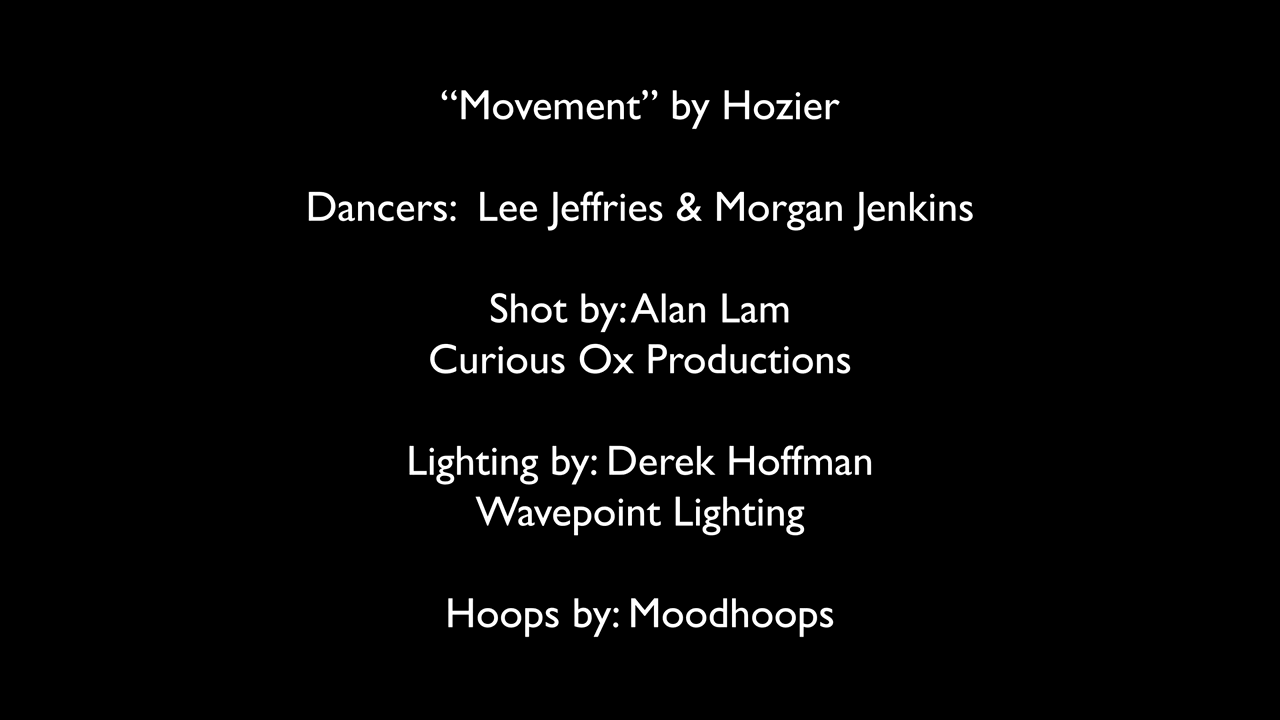 “Movement” by Hozier
Dancers:  Lee Jeffries & Morgan Jenkins
Shot by: Alan Lam
Curious Ox Productions
Lighting by: Derek Hoffman
Wavepoint Lighting
Hoops by: Moodhoops